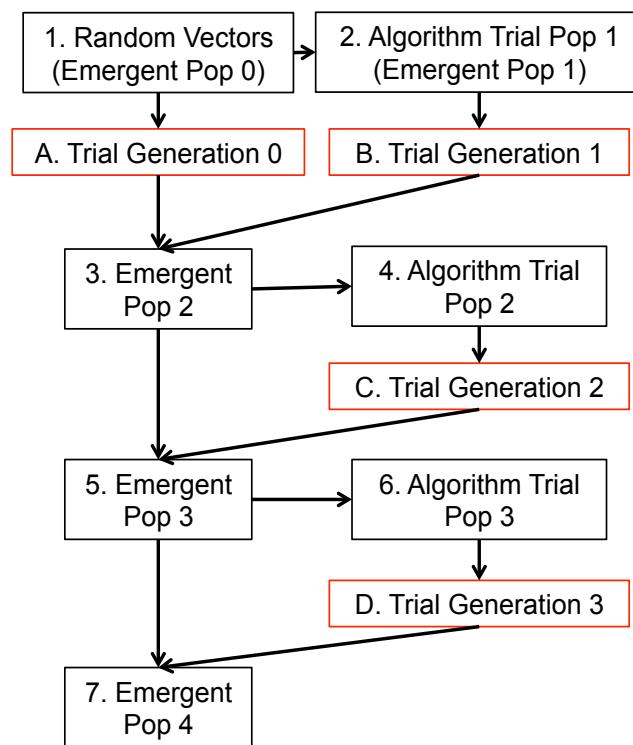 1. Random Vectors
(Emergent Pop 0)
2. Algorithm Trial Pop 1
(Emergent Pop 1)
A. Trial Generation 0
B. Trial Generation 1
3. Emergent
Pop 2
4. Algorithm Trial
Pop 2
C. Trial Generation 2
5. Emergent
Pop 3
6. Algorithm Trial
Pop 3
D. Trial Generation 3
7. Emergent
Pop 4